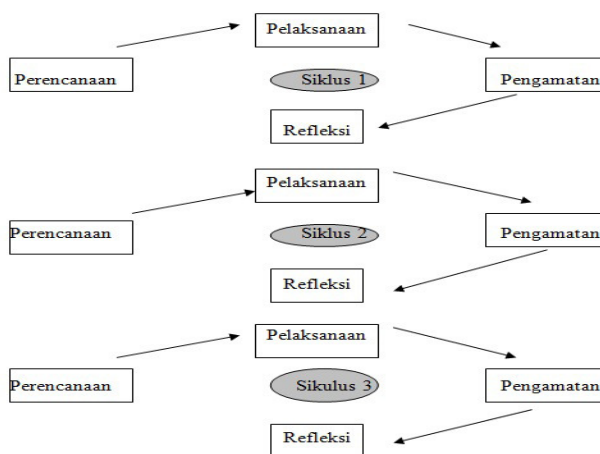 Pelaksanaan
Perencanaan
Siklus 1
Pengamatan
Refleksi
Pelaksanaan
Perencanaan
Siklus 2
Pengamatan
Refleksi
Pelaksanaan
Perencanaan
Sikulus 3
Pengamatan
Refleksi